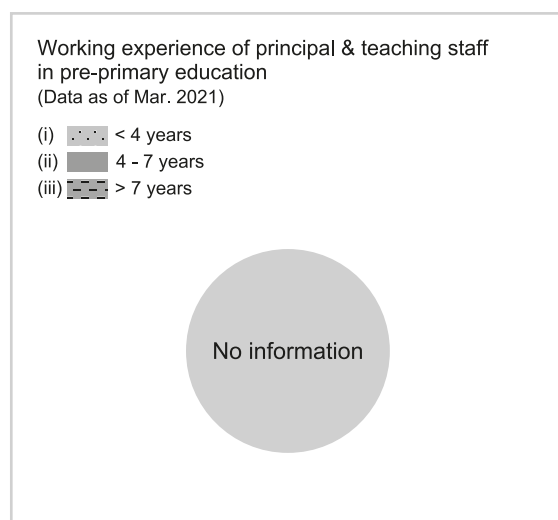 Working experience of principal & teaching staff
in pre-primary education
(Data as of Mar. 2021)
(i) < 4 years
(ii) 4 - 7 years
(iii) > 7 years
No information